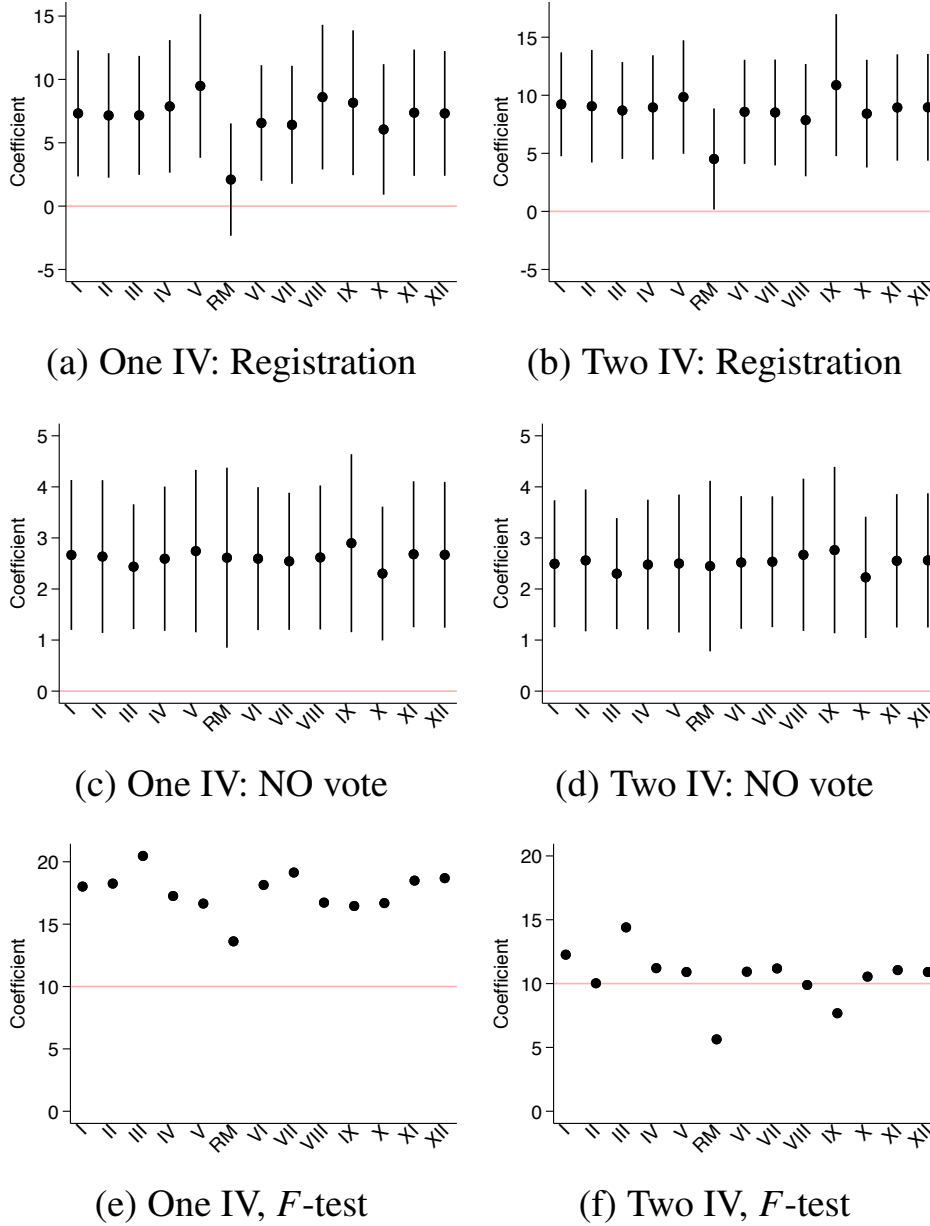 15
10
5
0
-5
Coefficient
I II III IV V RM VI VII VIII IX X XI XII
(a) One IV: Registration
15
10
5
0
-5
Coefficient
I II III IV V RM VI VII VIII IX X XI XII
(b) Two IV: Registration
5
4
3
2
1
0
Coefficient
I II III IV V RM VI VII VIII IX X XI XII
(c) One IV: NO vote
5
4
3
2
1
0
Coefficient
I II III IV V RM VI VII VIII IX X XI XII
(d) Two IV: NO vote
20
15
10
5
0
Coefficient
I II III IV V RM VI VII VIII IX X XI XII
(e) One IV, F-test
20
15
10
5
0
Coefficient
I II III IV V RM VI VII VIII IX X XI XII
(f) Two IV, F-test